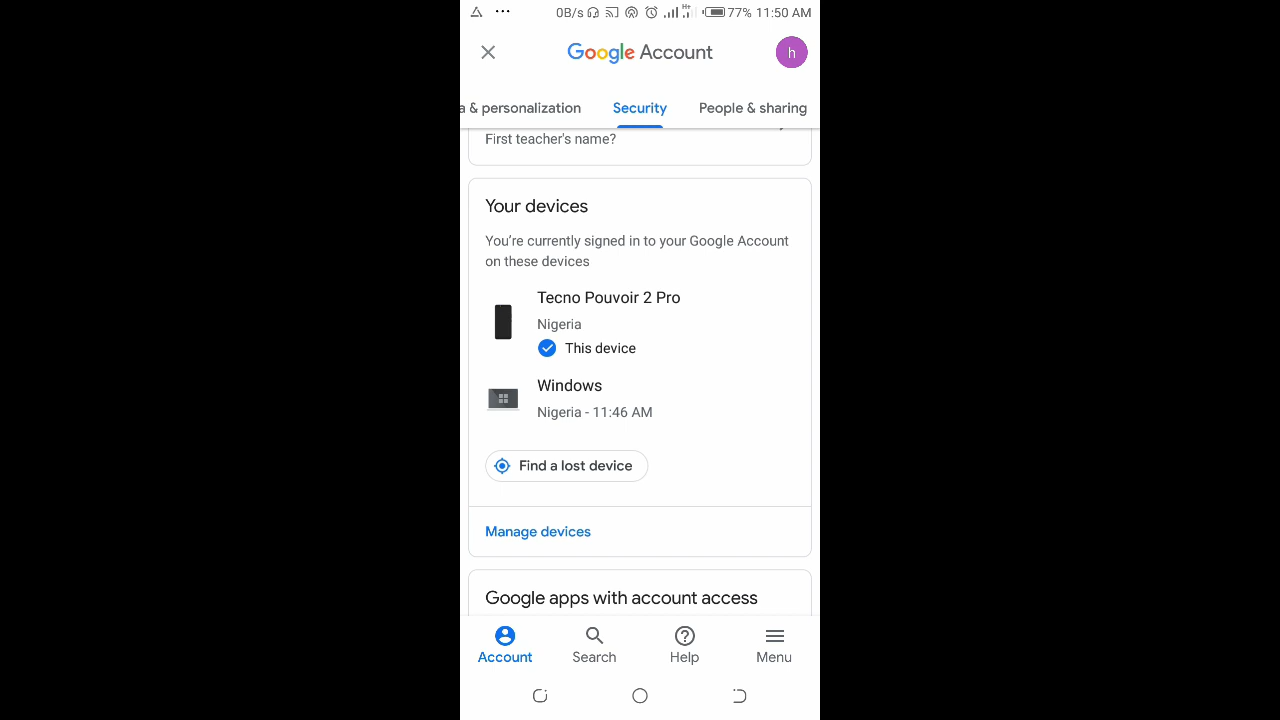 0B/s H+ 77% 11:50 AM
Google Account h
a & personalization Security People & sharing
First teacher's name?
Your devices
You're currently signed in to your Google Account
on these devices
Tecno Pouvoir 2 Pro
Nigeria
This device
Windows
Nigeria - 11:46 AM
Find a lost device
Manage devices
Google apps with account access
Account Search Help Menu